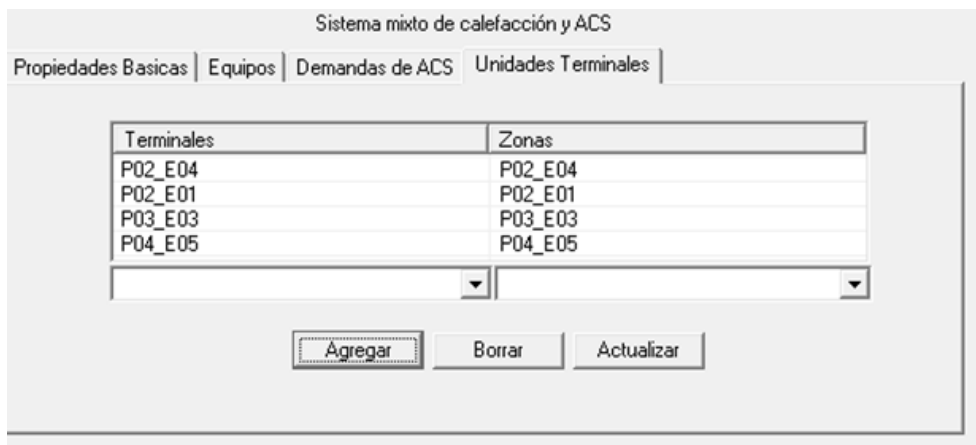 Sistema mixto de calefacción y ACS
Propiedades Basicas Equipos Demandas de ACS Unidades Terminales
Terminales Zonas
P02_E04 P02_E04
P02_E01 P02_E01
P03_E03 P03_E03
P04_E05 P04_E05
Agregar Borrar Actualizar